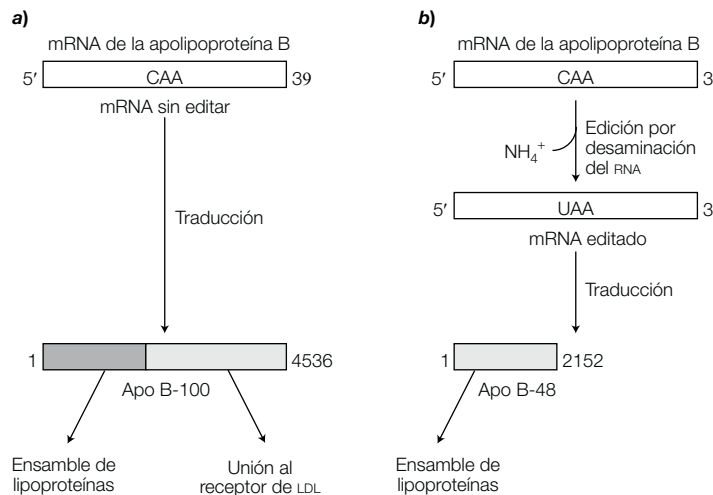 a)
mRNA de la apolipoproteína B
5′ CAA 39
mRNA sin editar
Traducción
1 4536
Apo B-100
Ensamble de
lipoproteínas
Unión al
receptor de LDL
b)
mRNA de la apolipoproteína B
5′ CAA 3
NH₄⁺
Edición por
desaminación
del RNA
5′ UAA 3
mRNA editado
Traducción
1 2152
Apo B-48
Ensamble de
lipoproteínas